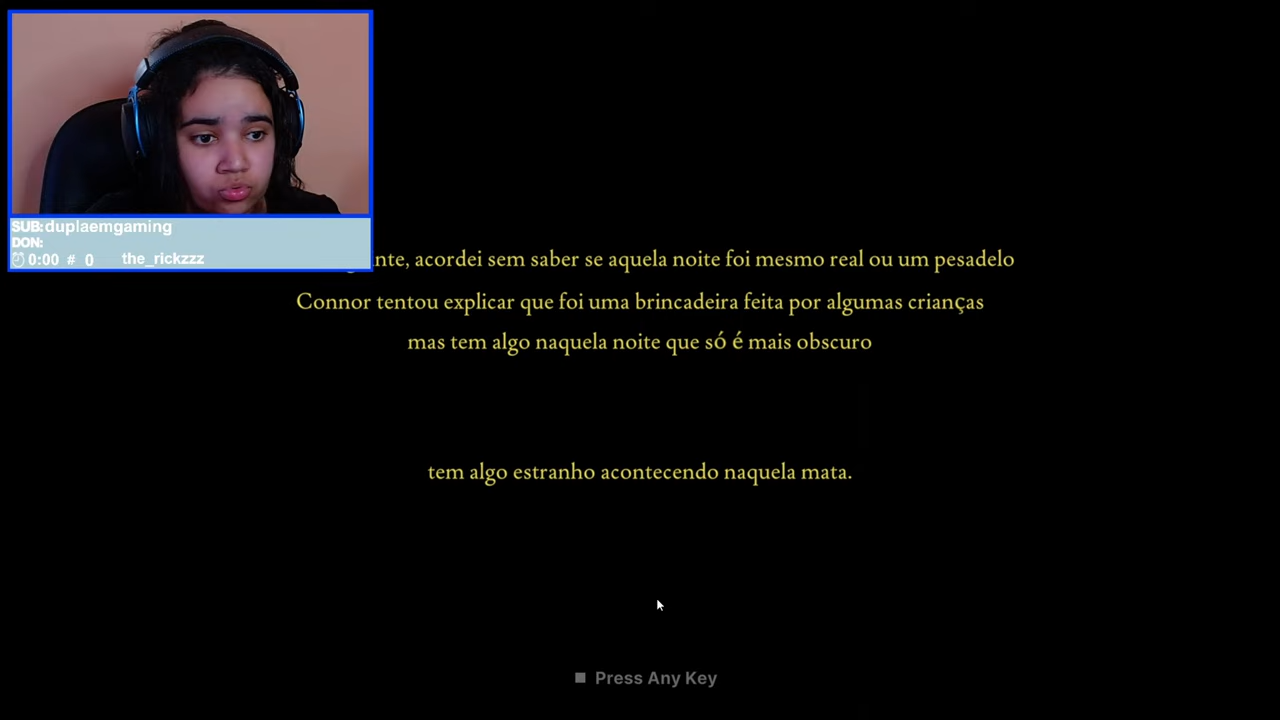 SUB: duplaemgaming
DON:
0:00 # 0 the_rickzzz
acordei sem saber se aquela noite foi mesmo real ou um pesadelo
Connor tentou explicar que foi uma brincadeira feita por algumas crianças
mas tem algo naquela noite que só é mais obscuro
tem algo estranho acontecendo naquela mata.
Press Any Key